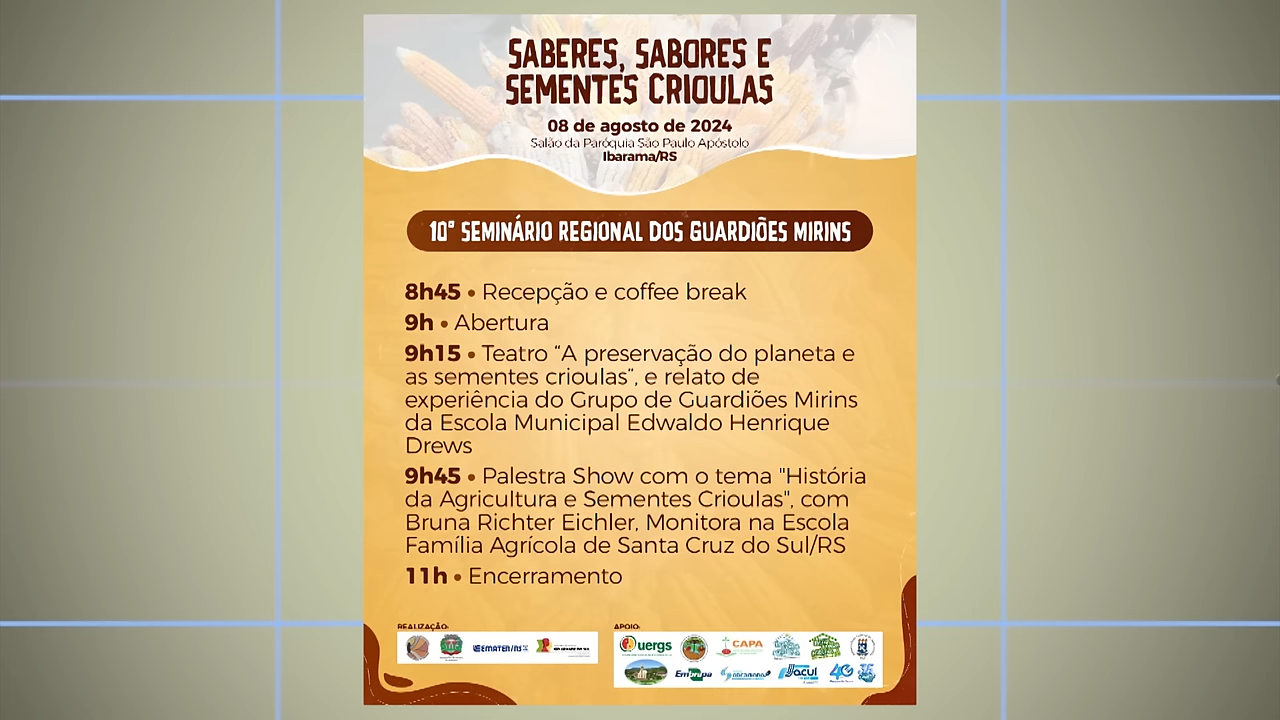 SABERES, SABORES E
SEMENTES CRIOULAS
08 de agosto de 2024
Salão da Paróquia São Paulo Apóstolo
Ibarama/RS
10º SEMINÁRIO REGIONAL DOS GUARDIÕES MIRINS
8h45 • Recepção e coffee break
9h • Abertura
9h15 • Teatro “A preservação do planeta e
as sementes crioulas”, e relato de
experiência do Grupo de Guardiões Mirins
da Escola Municipal Edwaldo Henrique
Drews
9h45 • Palestra Show com o tema "História
da Agricultura e Sementes Crioulas", com
Bruna Richter Eichler, Monitora na Escola
Família Agrícola de Santa Cruz do Sul/RS
11h • Encerramento
REALIZAÇÃO:
APOIO:
EMATER/RS
uergs
CAPA
Embrapa
Jacuí